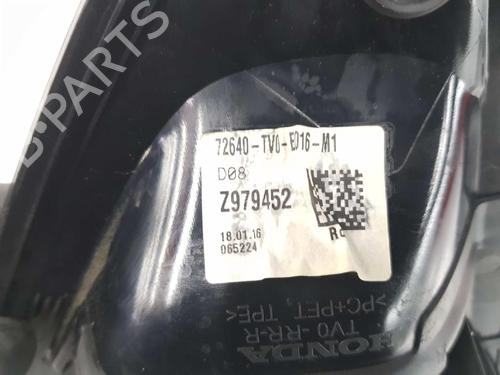 72640-TV0-E016-M1
D08
Z979452
18.01.16
065224
>PC+PET, TPE<
TV0-RR-R
HONDA
B-Parts